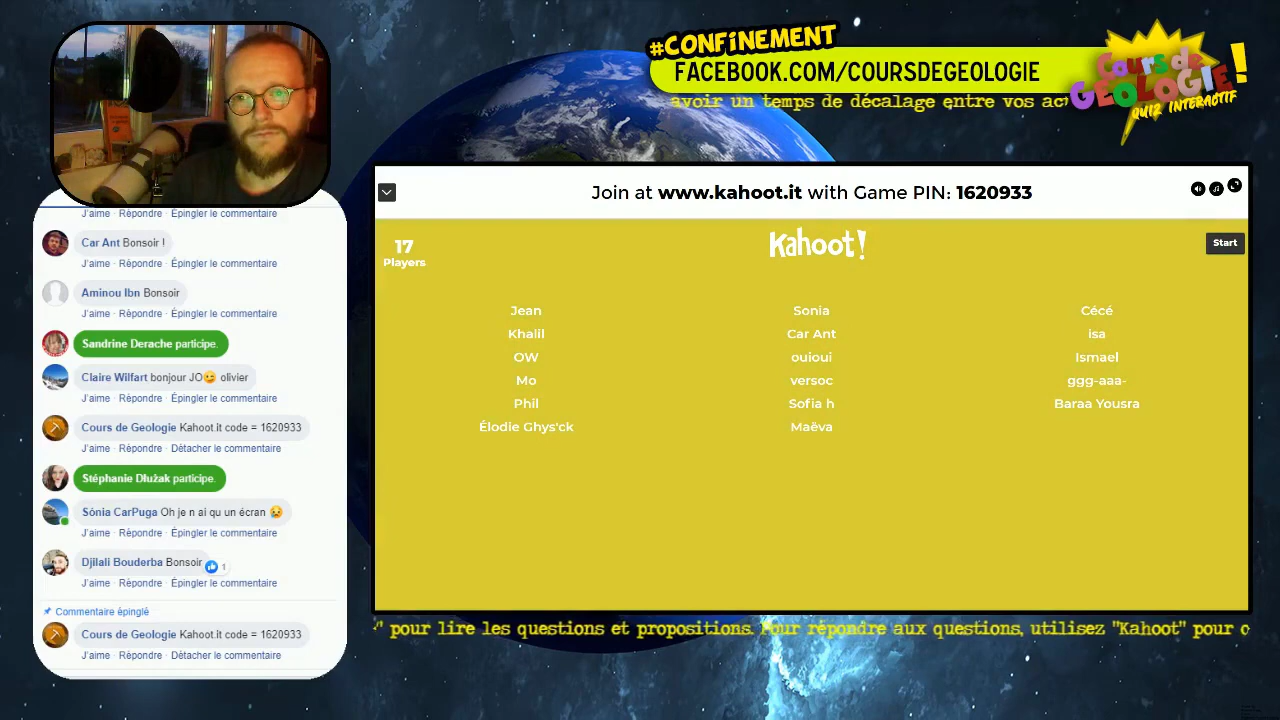 #CONFINEMENT
FACEBOOK.COM/COURSDEGEOLOGIE
Cours de
GEOLOGIE!
QUIZ INTERACTIF
avoir un temps de décalage entre vos
Join at www.kahoot.it with Game PIN: 1620933
17
Players
Kahoot!
Start
Jean
Sonia
Cécé
Khalil
Car Ant
isa
OW
ouioui
Ismael
Mo
versoc
ggg-aaa-
Phil
Sofia h
Baraa Yousra
Élodie Ghys'ck
Maëva
J'aime · Répondre · Épingler le commentaire
Car Ant Bonsoir !
J'aime · Répondre · Épingler le commentaire
Aminou Ibn Bonsoir
J'aime · Répondre · Épingler le commentaire
Sandrine Derache participe.
Claire Wilfart bonjour JO😉 olivier
J'aime · Répondre · Épingler le commentaire
Cours de Geologie Kahoot.it code = 1620933
J'aime · Répondre · Détacher le commentaire
Stéphanie Dlużak participe.
Sónia CarPuga Oh je n ai qu un écran 😥
J'aime · Répondre · Épingler le commentaire
Djilali Bouderba Bonsoir 1
J'aime · Répondre · Épingler le commentaire
Commentaire épinglé
Cours de Geologie Kahoot.it code = 1620933
J'aime · Répondre · Détacher le commentaire
" pour lire les questions et propositions. Pour répondre aux questions, utilisez "Kahoot" pour